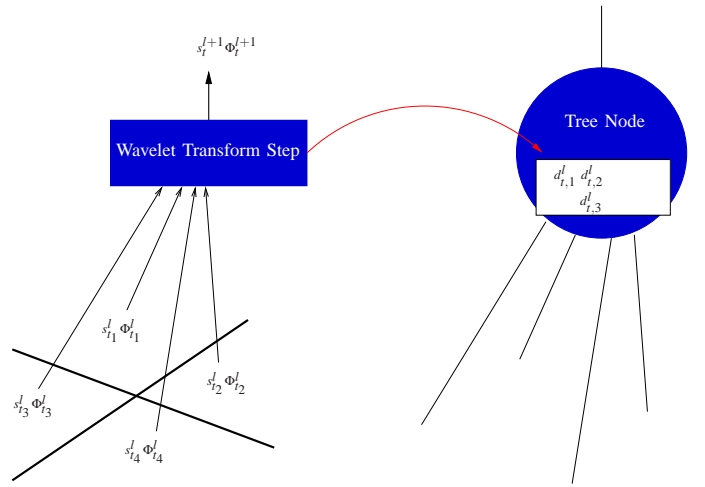 s_t^{l+1} Φ_t^{l+1}
Wavelet Transform Step
Tree Node
d_{t,1}^l d_{t,2}^l
d_{t,3}^l
s_{t_1}^l Φ_{t_1}^l
s_{t_2}^l Φ_{t_2}^l
s_{t_3}^l Φ_{t_3}^l
s_{t_4}^l Φ_{t_4}^l